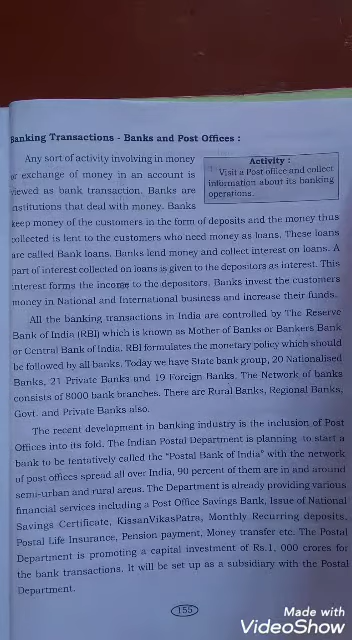 Banking Transactions - Banks and Post Offices :
Any sort of activity involving in money
or exchange of money in an account is
viewed as bank transaction. Banks are
institutions that deal with money. Banks
Activity :
Visit a Post office and collect
information about its banking
operations.
keep money of the customers in the form of deposits and the money thus
collected is lent to the customers who need money as loans. These loans
are called Bank loans. Banks lend money and collect interest on loans. A
part of interest collected on loans is given to the depositors as interest. This
interest forms the income to the depositors. Banks invest the customers
money in National and International business and increase their funds.
All the banking transactions in India are controlled by The Reserve
Bank of India (RBI) which is known as Mother of Banks or Bankers Bank
or Central Bank of India. RBI formulates the monetary policy which should
be followed by all banks. Today we have State bank group, 20 Nationalised
Banks, 21 Private Banks and 19 Foreign Banks. The Network of banks
consists of 8000 bank branches. There are Rural Banks, Regional Banks,
Govt. and Private Banks also.
The recent development in banking industry is the inclusion of Post
Offices into its fold. The Indian Postal Department is planning to start a
bank to be tentatively called the "Postal Bank of India" with the network
of post offices spread all over India, 90 percent of them are in and around
semi-urban and rural areas. The Department is already providing various
financial services including a Post Office Savings Bank, Issue of National
Savings Certificate, KissanVikasPatra, Monthly Recurring deposits,
Postal Life Insurance, Pension payment, Money transfer etc. The Postal
Department is promoting a capital investment of Rs.1, 000 crores for
the bank transactions. It will be set up as a subsidiary with the Postal
Department.
155
Made with
VideoShow